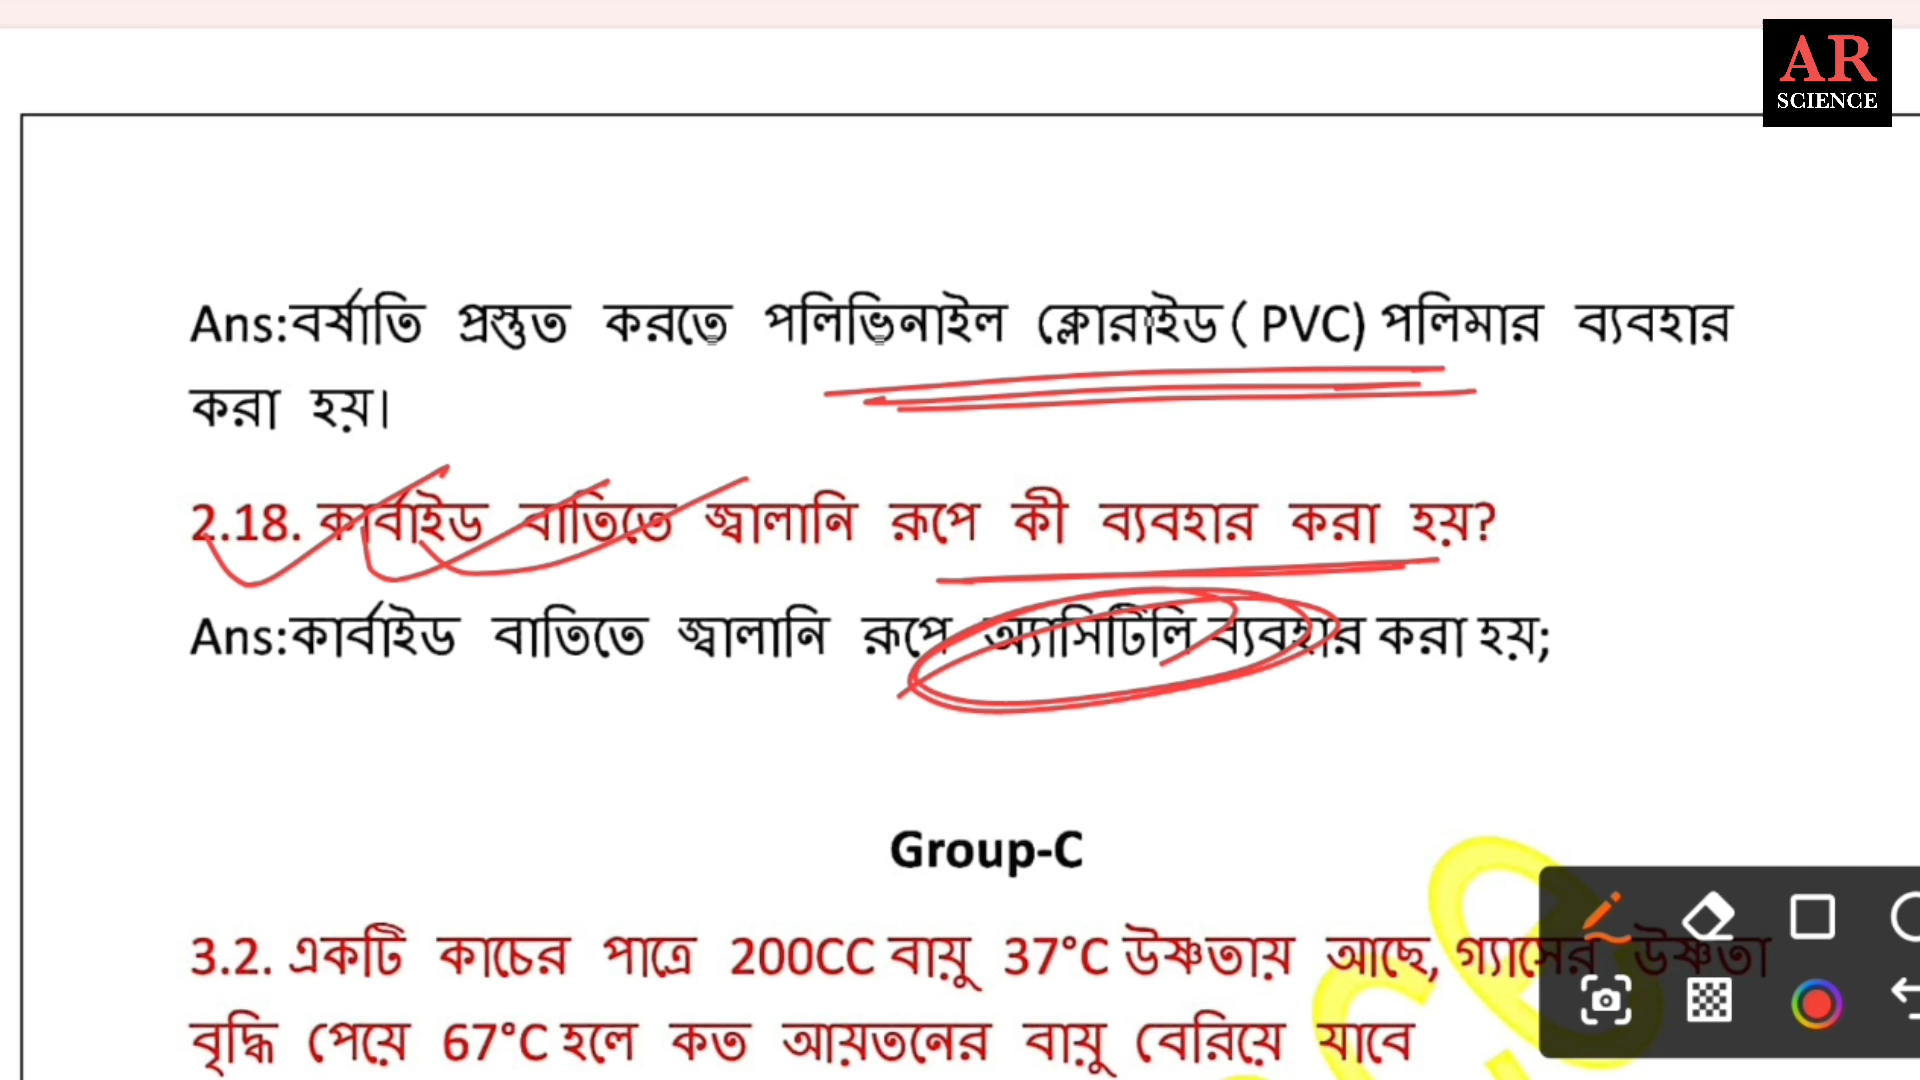 AR
SCIENCE
Ans:বর্ষাতি প্রস্তুত করতে পলিভিনাইল ক্লোরাইড ( PVC) পলিমার ব্যবহার
করা হয়।
2.18. কার্বাইড বাতিতে জ্বালানি রূপে কী ব্যবহার করা হয়?
Ans:কার্বাইড বাতিতে জ্বালানি রূপে অ্যাসিটিলি ব্যবহার করা হয়;
Group-C
3.2. একটি কাচের পাত্রে 200CC বায়ু 37°C উষ্ণতায় আছে, গ্যাসের উষ্ণতা
বৃদ্ধি পেয়ে 67°C হলে কত আয়তনের বায়ু বেরিয়ে যাবে